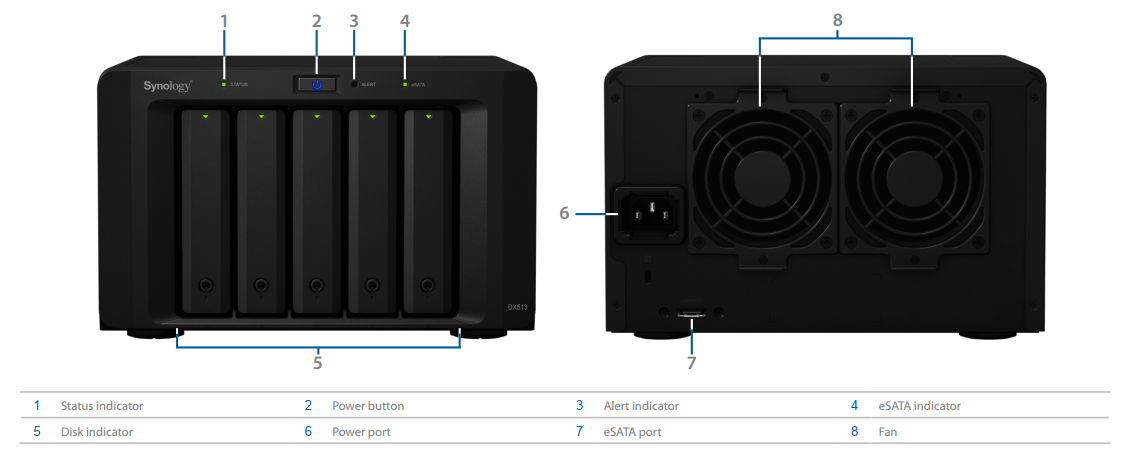 1 2 3 4 8
Synology
STATUS ALERT eSATA
6
DX513
5 7
1 Status indicator 2 Power button 3 Alert indicator 4 eSATA indicator
5 Disk indicator 6 Power port 7 eSATA port 8 Fan